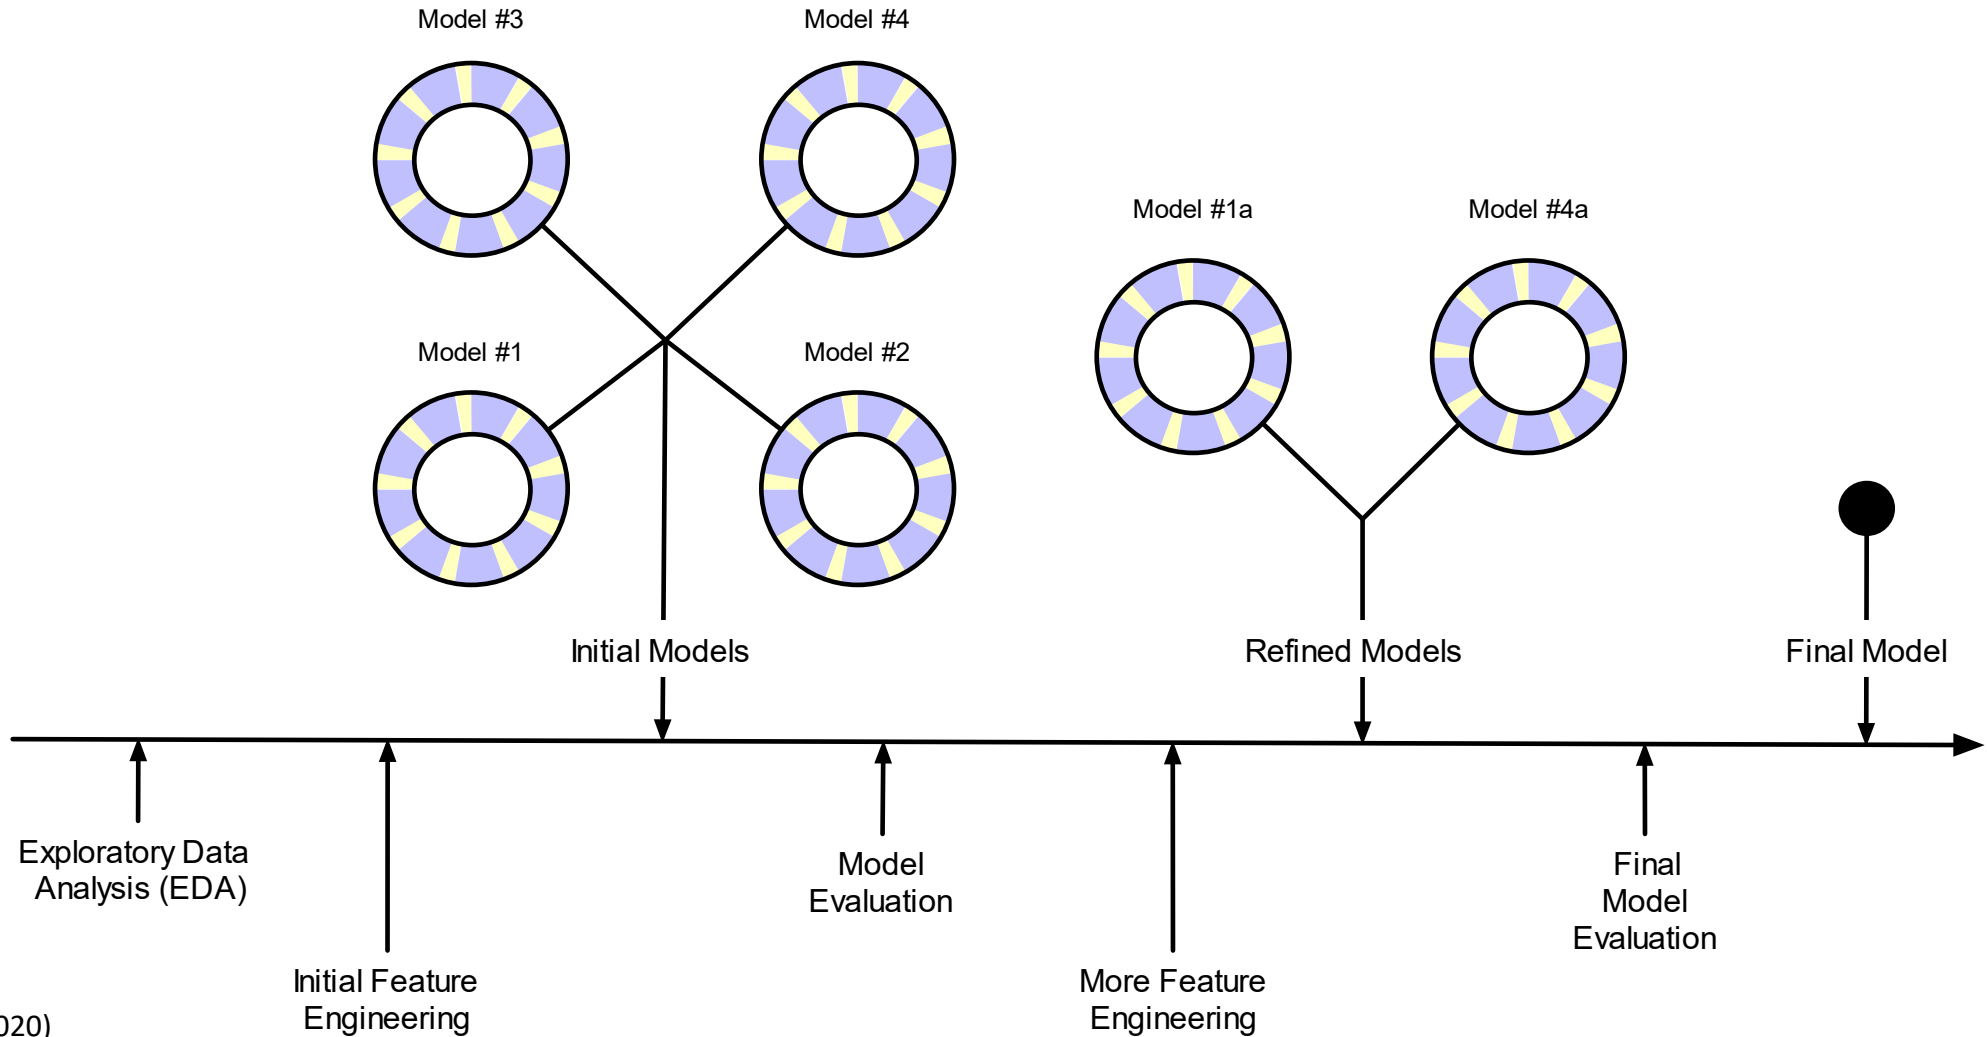 Model #3
Model #4
Model #1a
Model #4a
Model #1
Model #2
Initial Models
Refined Models
Final Model
Exploratory Data
Analysis (EDA)
Model
Evaluation
Final
Model
Evaluation
Initial Feature
Engineering
More Feature
Engineering
020)